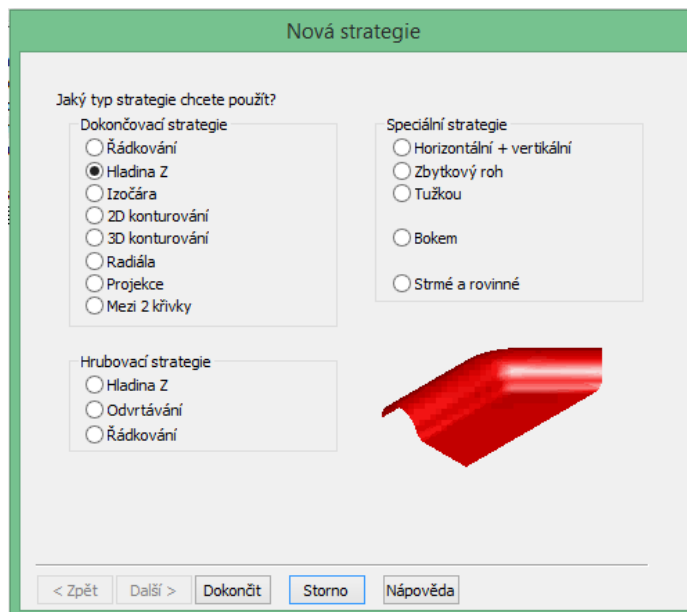 Nová strategie
Jaký typ strategie chcete použít?
Dokončovací strategie
Řádkování
Hladina Z
Izočára
2D konturování
3D konturování
Radiála
Projekce
Mezi 2 křivky
Speciální strategie
Horizontální + vertikální
Zbytkový roh
Tužkou
Bokem
Strmé a rovinné
Hrubovací strategie
Hladina Z
Odvrtávání
Řádkování
< Zpět Další > Dokončit Storno Nápověda